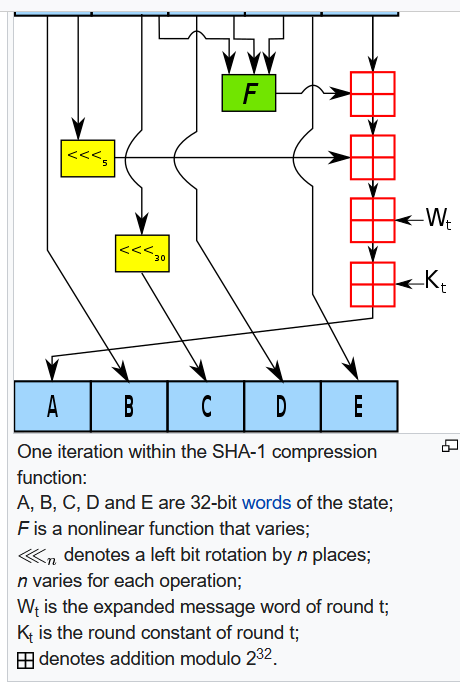 F
<<<5
Wt
<<<30
Kt
A B C D E
One iteration within the SHA-1 compression
function:
A, B, C, D and E are 32-bit words of the state;
F is a nonlinear function that varies;
⋘n denotes a left bit rotation by n places;
n varies for each operation;
Wt is the expanded message word of round t;
Kt is the round constant of round t;
⊞ denotes addition modulo 2³².